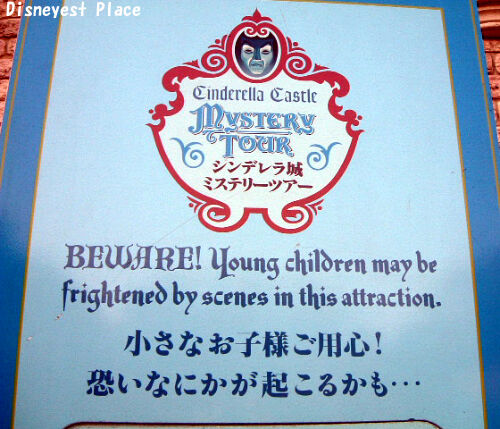 Disneyest Place
Cinderella Castle
MYSTERY
TOUR
シンデレラ城
ミステリーツアー
BEWARE! Young children may be
frightened by scenes in this attraction.
小さなお子様ご用心!
恐いなにかが起こるかも…